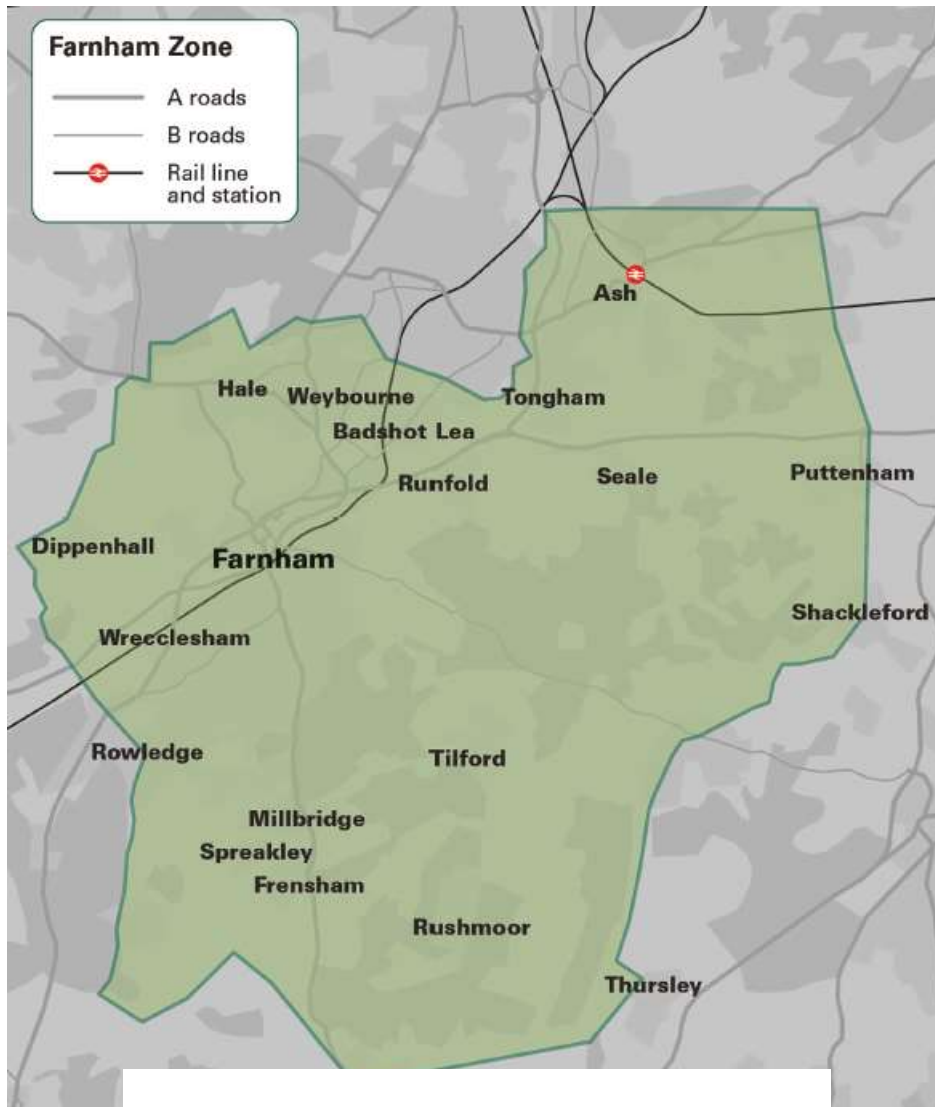 Farnham Zone
A roads
B roads
Rail line
and station
Ash
Hale
Weybourne
Tongham
Badshot Lea
Runfold
Seale
Puttenham
Dippenhall
Farnham
Shackleford
Wrecclesham
Rowledge
Tilford
Millbridge
Spreakley
Frensham
Rushmoor
Thursley